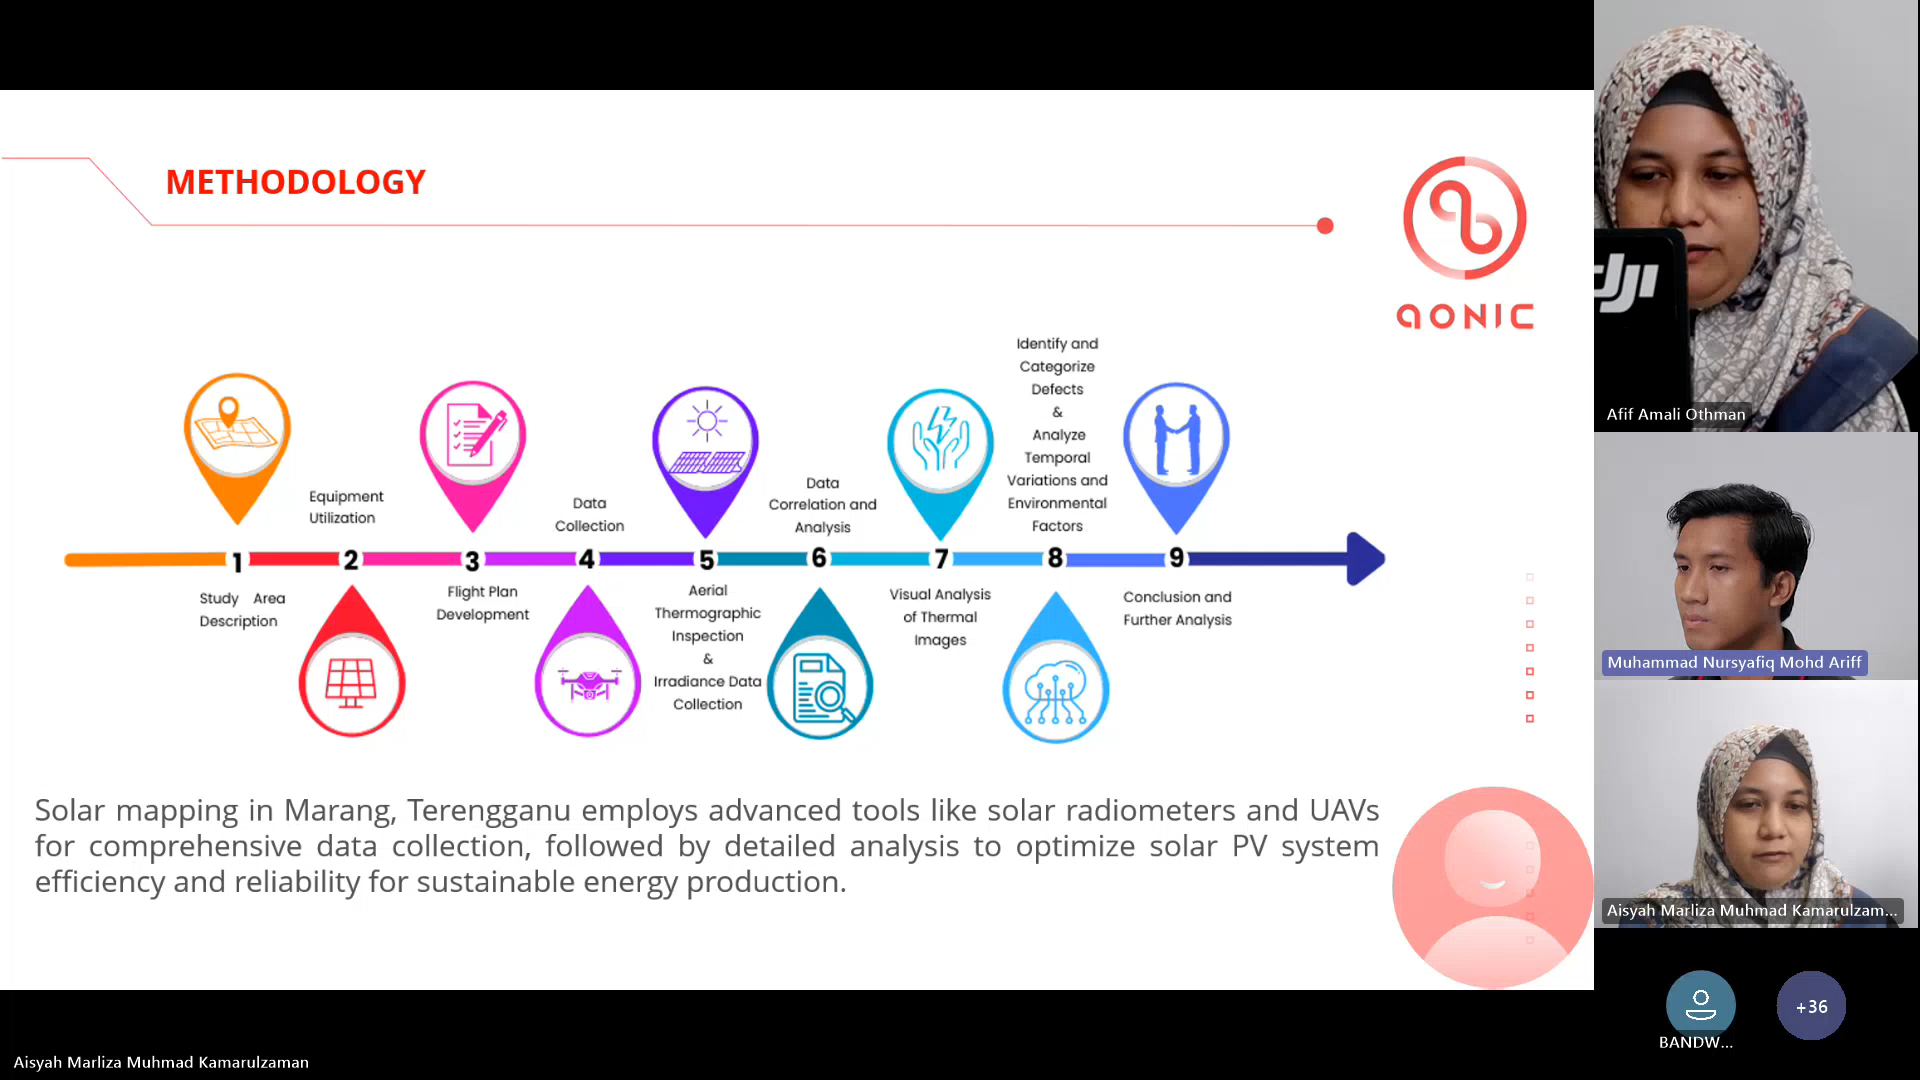 METHODOLOGY
AONIC
Identify and
Categorize
Defects
&
Analyze
Temporal
Variations and
Environmental
Factors
Equipment
Utilization
Data
Collection
Data
Correlation and
Analysis
1
2
3
4
5
6
7
8
9
Study Area
Description
Flight Plan
Development
Aerial
Thermographic
Inspection
&
Irradiance Data
Collection
Visual Analysis
of Thermal
Images
Conclusion and
Further Analysis
Solar mapping in Marang, Terengganu employs advanced tools like solar radiometers and UAVs
for comprehensive data collection, followed by detailed analysis to optimize solar PV system
efficiency and reliability for sustainable energy production.
dji
Afif Amali Othman
Muhammad Nursyafiq Mohd Ariff
Aisyah Marliza Muhmad Kamarulzam...
BANDW...
+36
Aisyah Marliza Muhmad Kamarulzaman